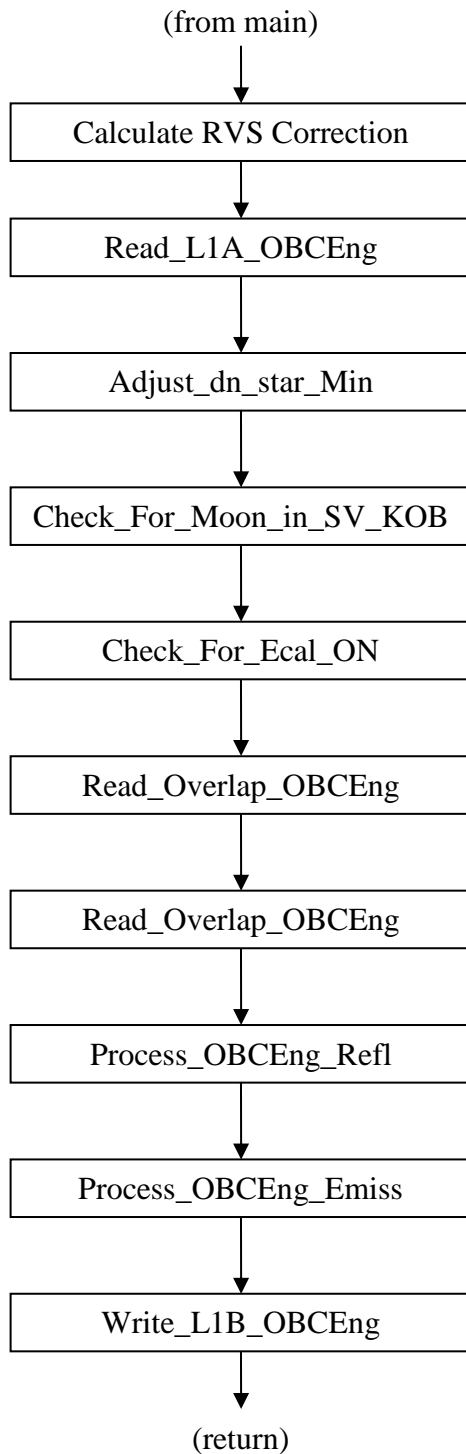 (from main)
Calculate RVS Correction
Read_L1A_OBCEng
Adjust_dn_star_Min
Check_For_Moon_in_SV_KOB
Check_For_Ecal_ON
Read_Overlap_OBCEng
Read_Overlap_OBCEng
Process_OBCEng_Refl
Process_OBCEng_Emiss
Write_L1B_OBCEng
(return)